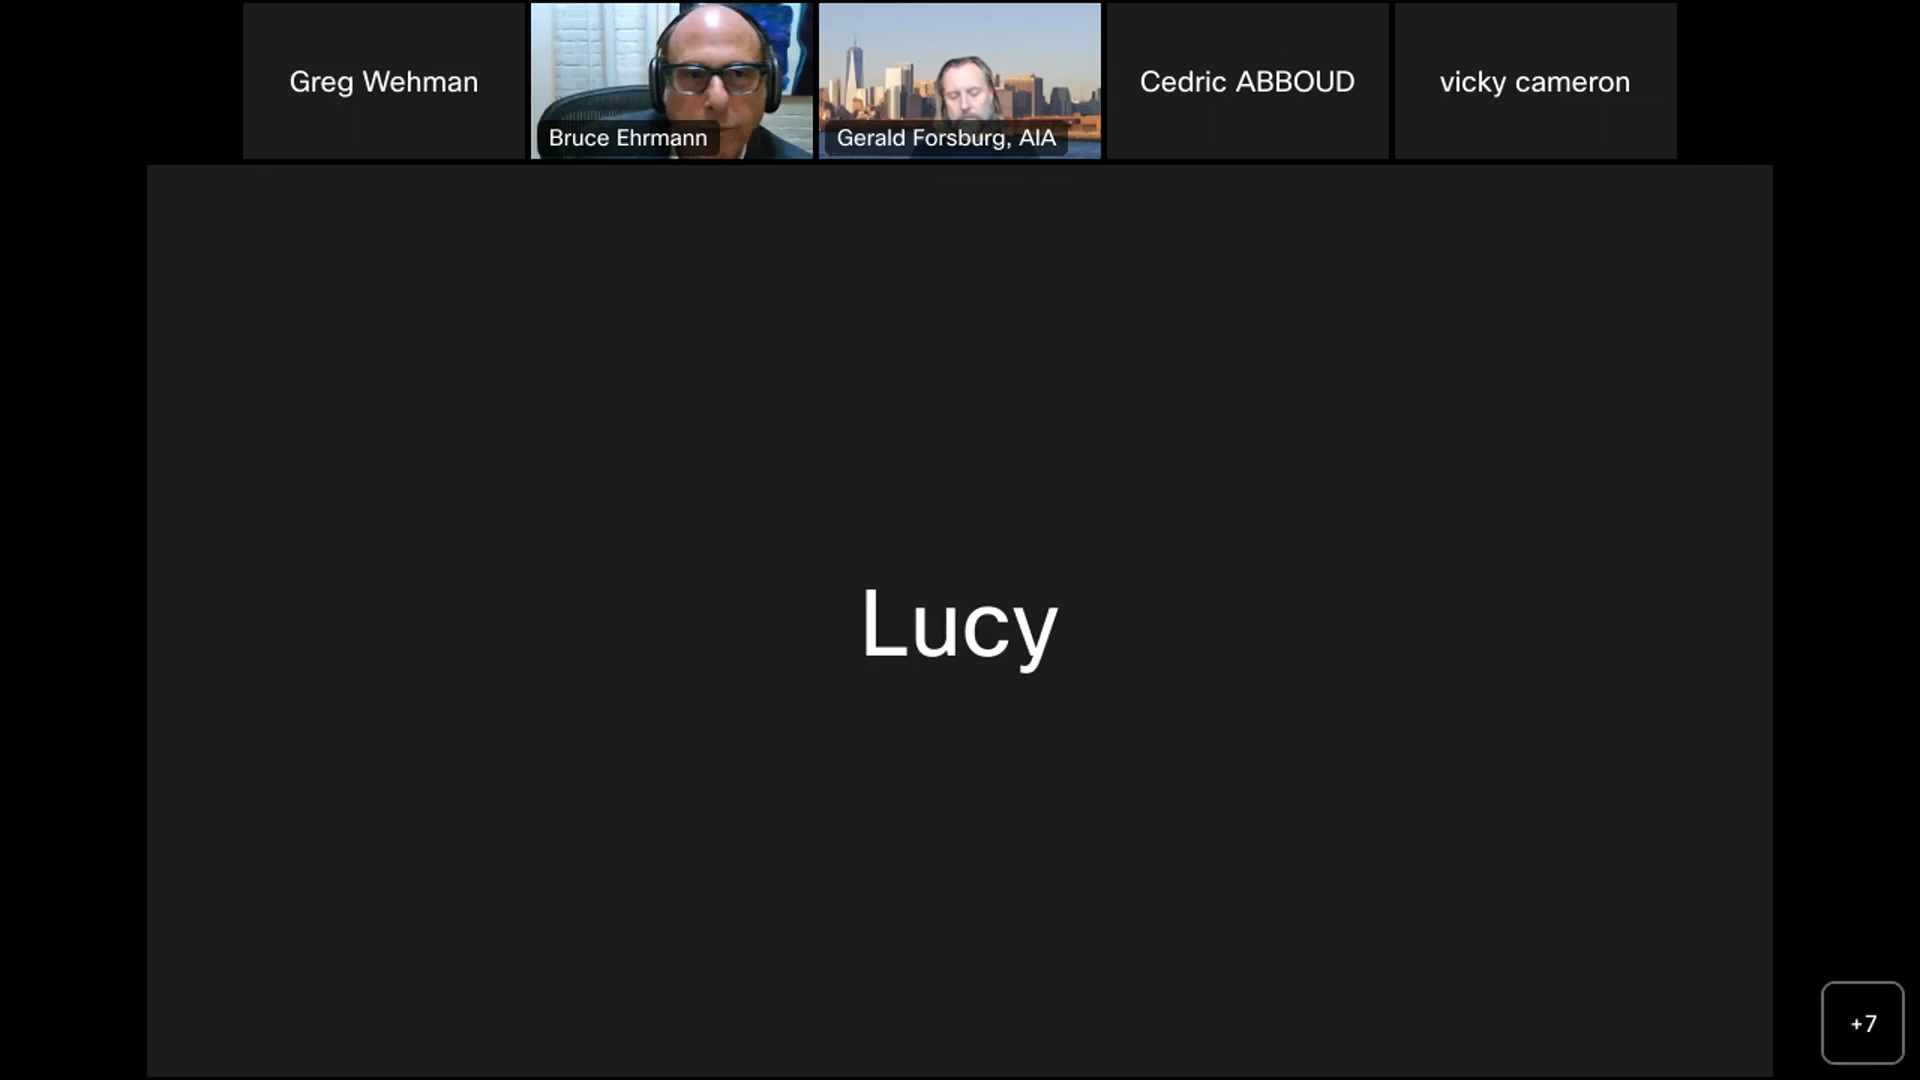 Greg Wehman
Bruce Ehrmann
Gerald Forsburg, AIA
Cedric ABBOUD
vicky cameron
Lucy
+7